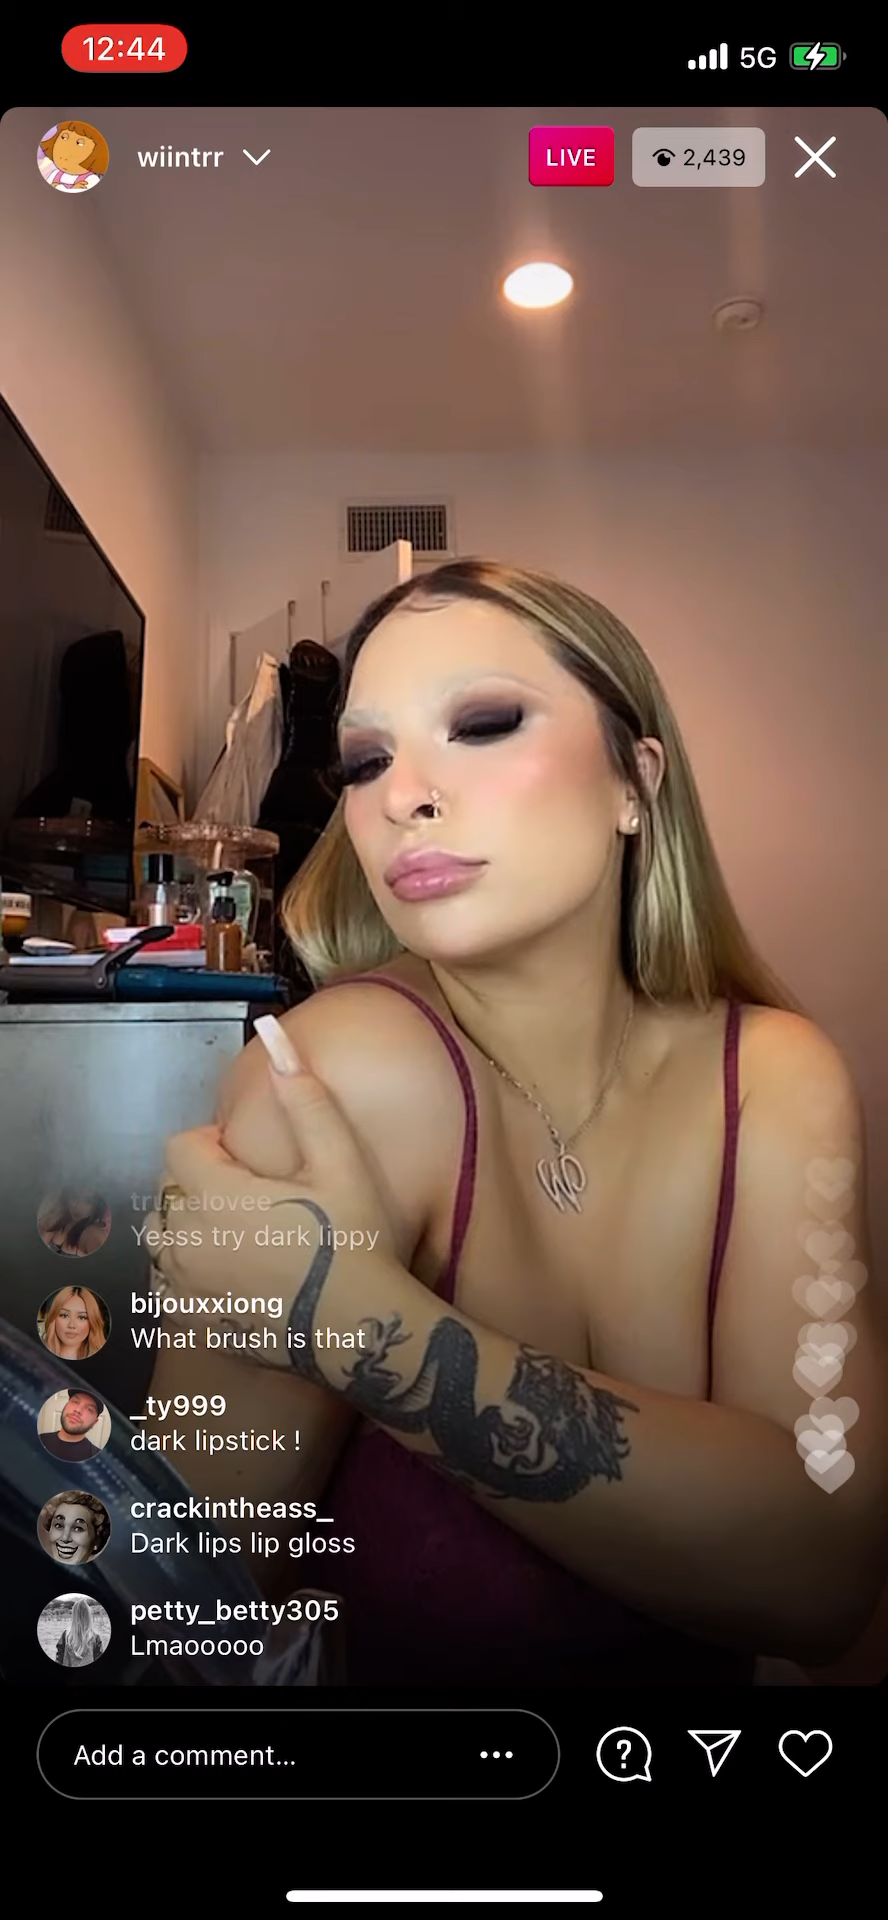 12:44
5G
wiintrr
LIVE
2,439
truuelovee
Yesss try dark lippy
bijouxxiong
What brush is that
_ty999
dark lipstick !
crackintheass_
Dark lips lip gloss
petty_betty305
Lmaooooo
Add a comment...